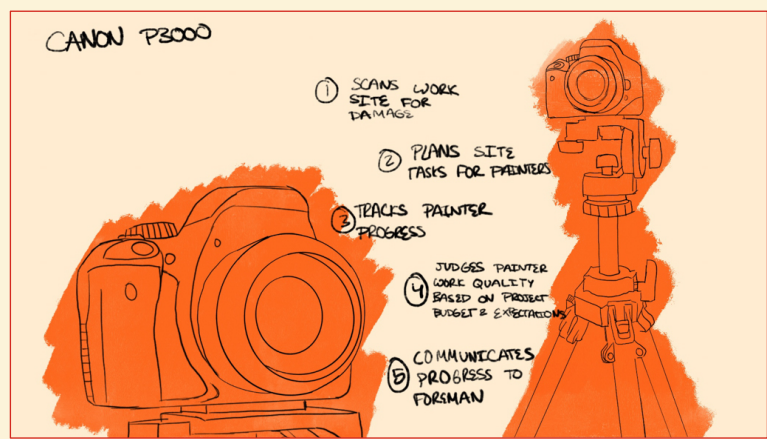 CANON P3000
① SCANS WORK
SITE FOR
DAMAGE
② PLANS SITE
TASKS FOR PAINTERS
③ TRACKS PAINTER
PROGRESS
④ JUDGES PAINTER
WORK QUALITY
BASED ON PROJECT
BUDGET & EXPECTATIONS
⑤ COMMUNICATES
PROGRESS TO
FORGMAN